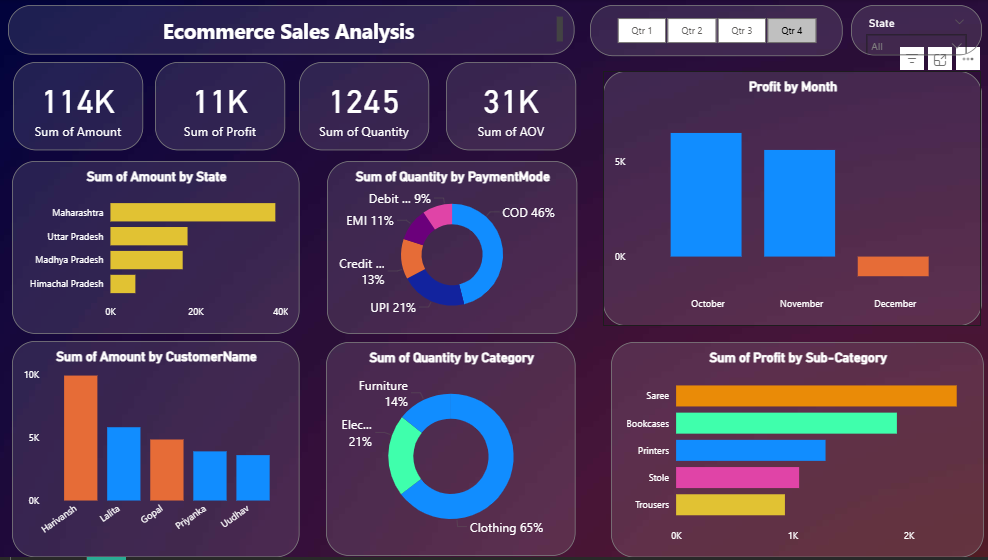 Ecommerce Sales Analysis
Qtr 1
Qtr 2
Qtr 3
Qtr 4
State
All
114K
Sum of Amount
11K
Sum of Profit
1245
Sum of Quantity
31K
Sum of AOV
Profit by Month
5K
0K
October
November
December
Sum of Amount by State
Maharashtra
Uttar Pradesh
Madhya Pradesh
Himachal Pradesh
0K
20K
40K
Sum of Quantity by PaymentMode
Debit ... 9%
COD 46%
EMI 11%
Credit ...
13%
UPI 21%
Sum of Amount by CustomerName
10K
5K
0K
Harivansh
Lalita
Gopal
Priyanka
Uudhav
Sum of Quantity by Category
Furniture
14%
Elec...
21%
Clothing 65%
Sum of Profit by Sub-Category
Saree
Bookcases
Printers
Stole
Trousers
0K
1K
2K